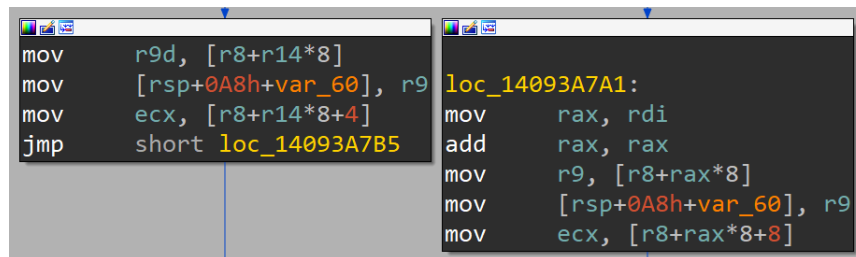 mov r9d, [r8+r14*8]
mov [rsp+0A8h+var_60], r9
mov ecx, [r8+r14*8+4]
jmp short loc_14093A7B5
loc_14093A7A1:
mov rax, rdi
add rax, rax
mov r9, [r8+rax*8]
mov [rsp+0A8h+var_60], r9
mov ecx, [r8+rax*8+8]